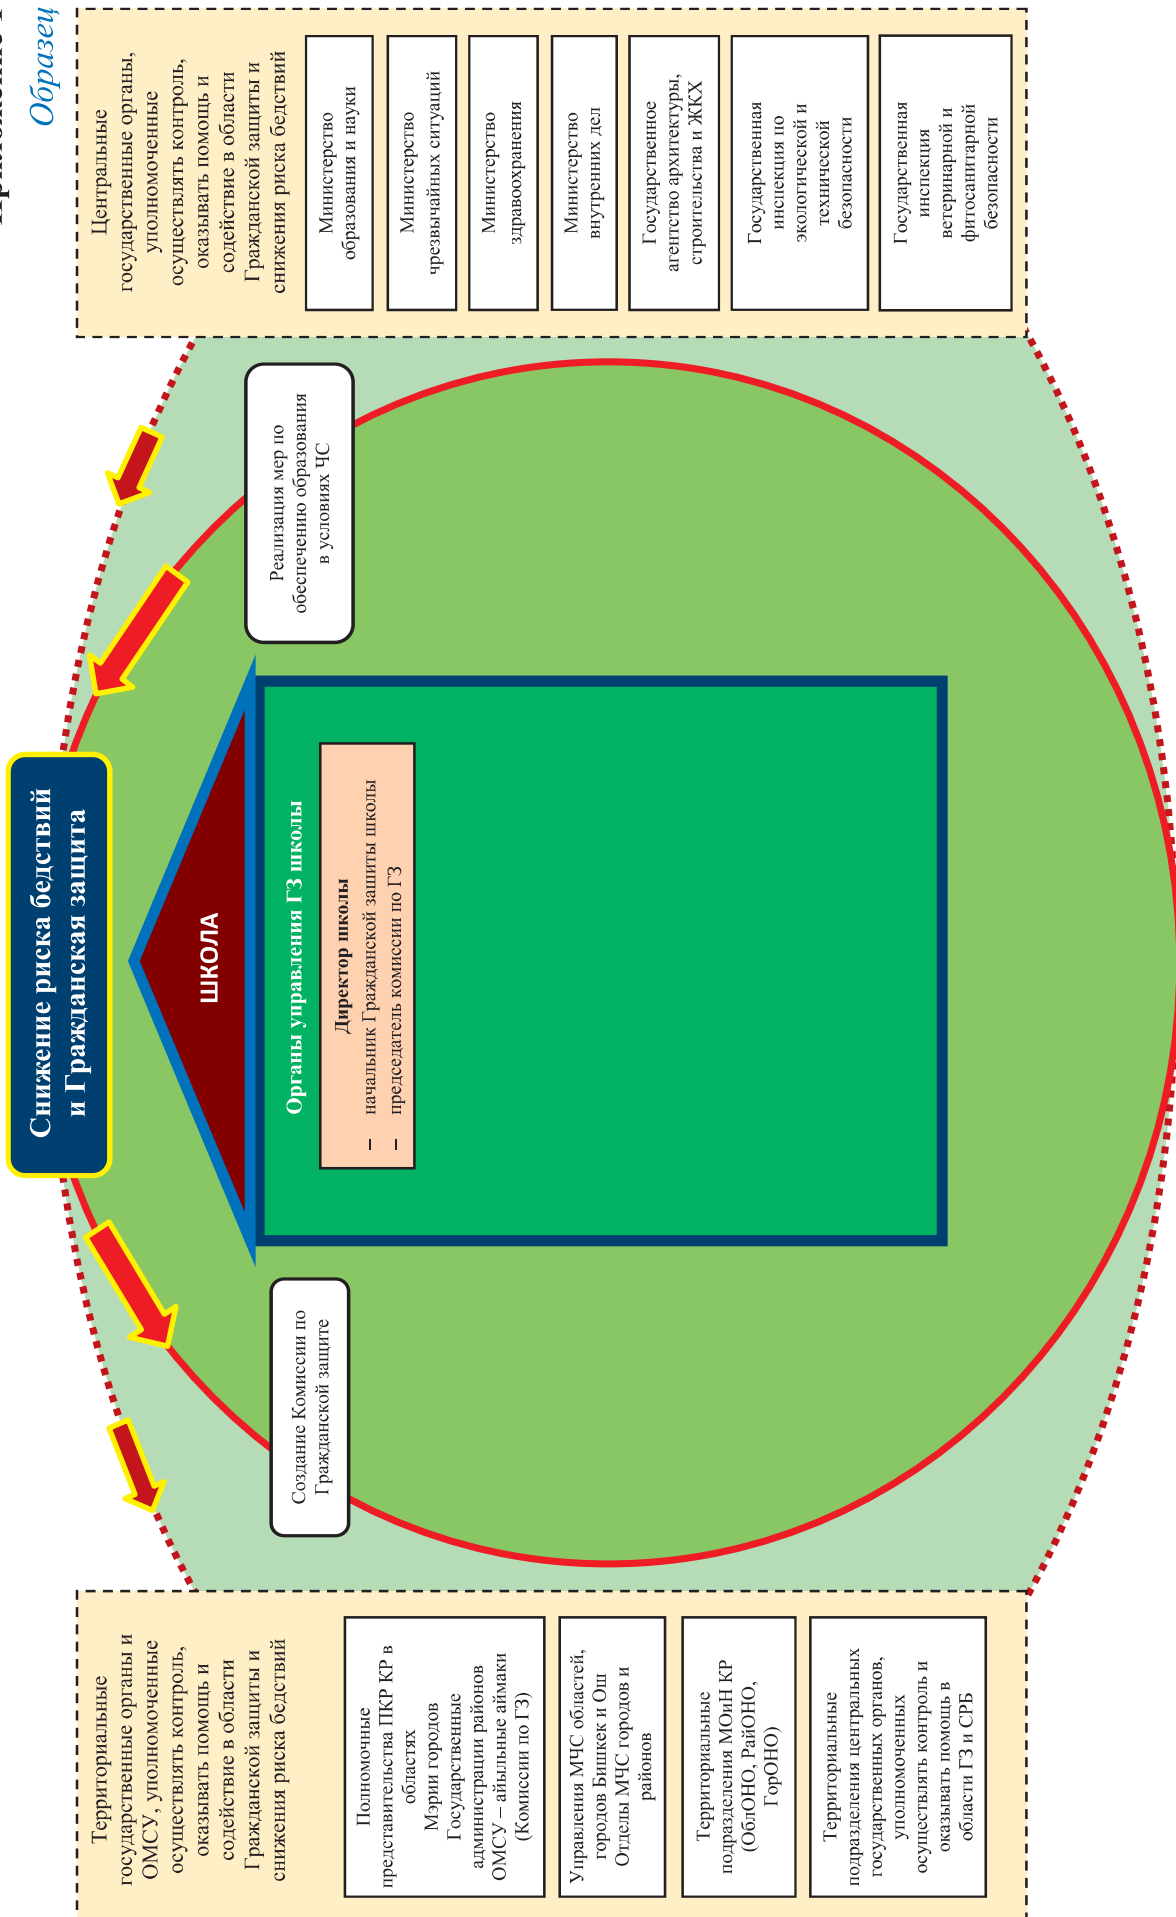 Образец
Снижение риска бедствий
и Гражданская защита
Территориальные
государственные органы и
ОМСУ, уполномоченные
осуществлять контроль,
оказывать помощь и
содействие в области
Гражданской защиты и
снижения риска бедствий
Полномочные
представительства ПКР КР в
областях
Мэрии городов
Государственные
администрации районов
ОМСУ – айыльные аймаки
(Комиссии по ГЗ)
Управления МЧС областей,
городов Бишкек и Ош
Отделы МЧС городов и
районов
Территориальные
подразделения МОиН КР
(ОблОНО, РайОНО,
ГорОНО)
Территориальные
подразделения центральных
государственных органов,
уполномоченных
осуществлять контроль и
оказывать помощь в
области ГЗ и СРБ
Создание Комиссии по
Гражданской защите
ШКОЛА
Органы управления ГЗ школы
Директор школы
– начальник Гражданской зашиты школы
– председатель комиссии по ГЗ
Реализация мер по
обеспечению образования
в условиях ЧС
Центральные
государственные органы,
уполномоченные
осуществлять контроль,
оказывать помощь и
содействие в области
Гражданской защиты и
снижения риска бедствий
Министерство
образования и науки
Министерство
чрезвычайных ситуаций
Министерство
здравоохранения
Министерство
внутренних дел
Государственное
агентство архитектуры,
строительства и ЖКХ
Государственная
инспекция по
экологической и
технической
безопасности
Государственная
инспекция
ветеринарной и
фитосанитарной
безопасности